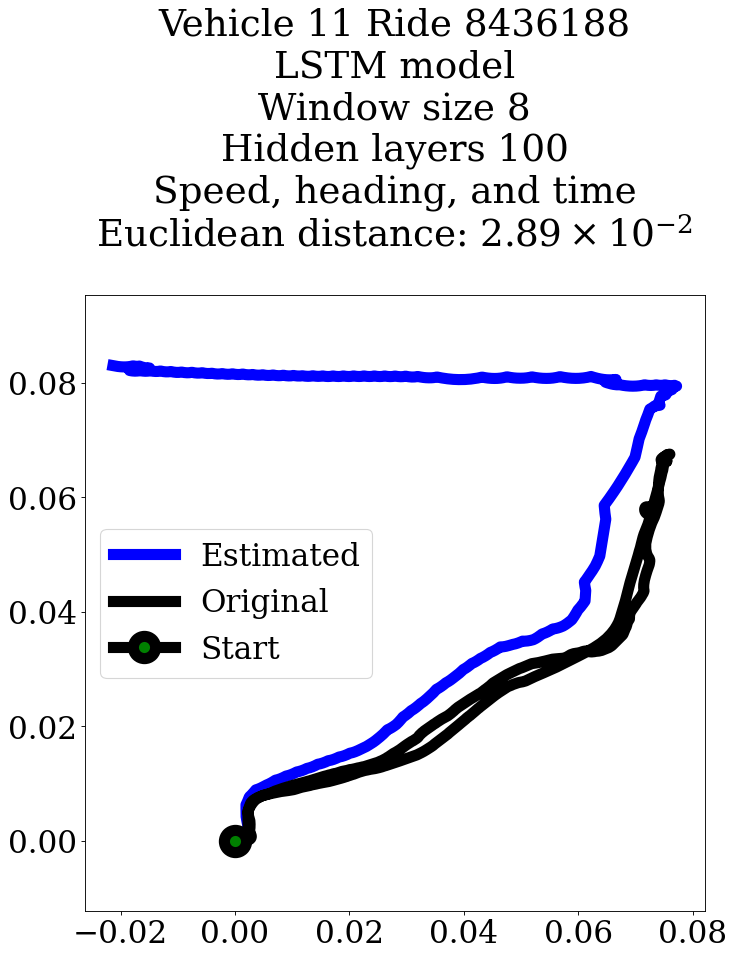 Vehicle 11 Ride 8436188
LSTM model
Window size 8
Hidden layers 100
Speed, heading, and time
Euclidean distance: 2.89 × 10⁻²
0.08
0.06
0.04
0.02
0.00
Estimated
Original
Start
−0.02 0.00 0.02 0.04 0.06 0.08